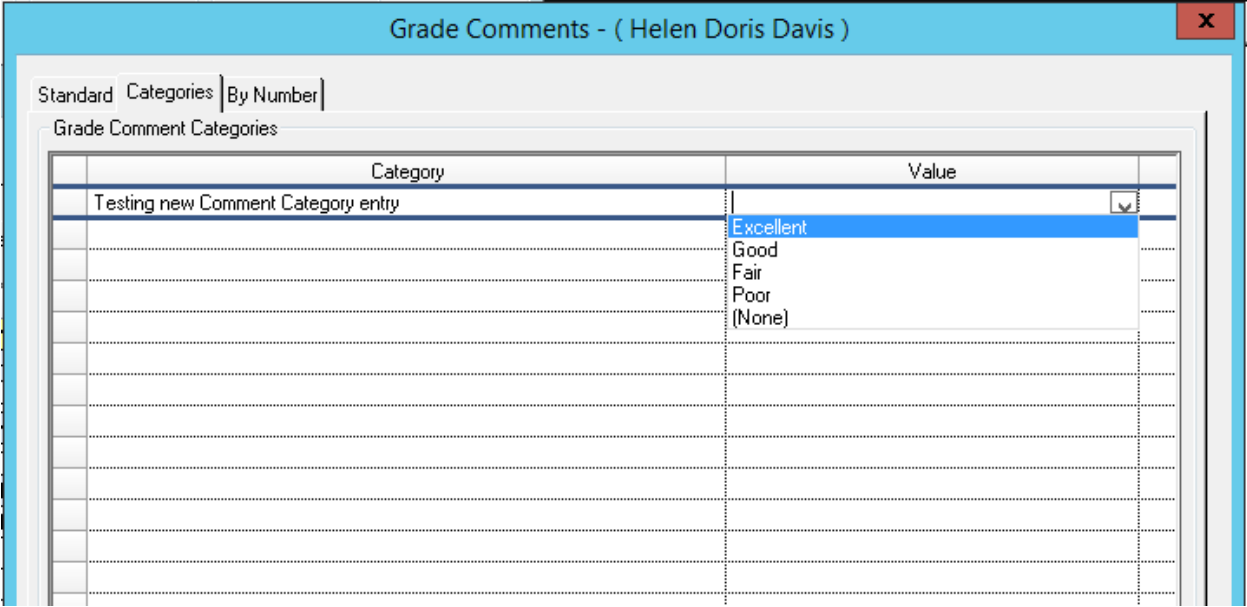 Grade Comments - ( Helen Doris Davis )
x
Standard Categories By Number
Grade Comment Categories
Category Value
Testing new Comment Category entry
Excellent
Good
Fair
Poor
(None)